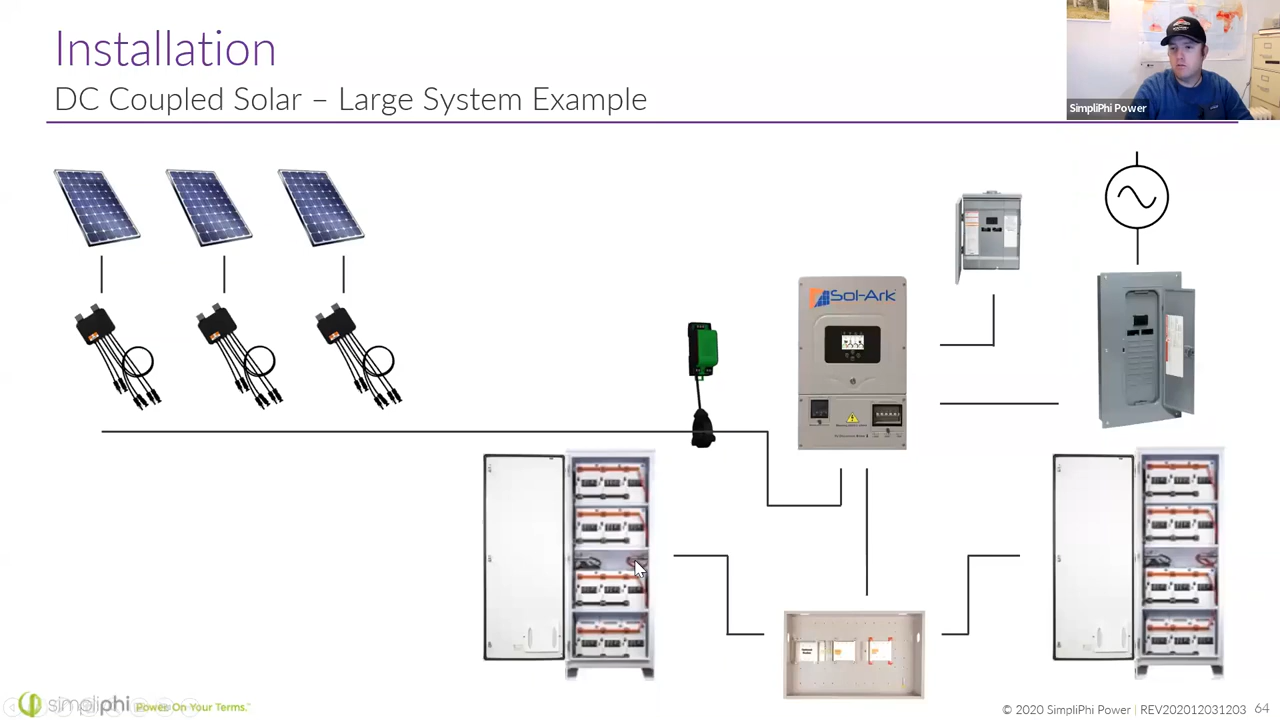 Installation
DC Coupled Solar – Large System Example
SimpliPhi Power
Sol-Ark
simpliphi Power On Your Terms.™
© 2020 SimpliPhi Power | REV202012031203 64